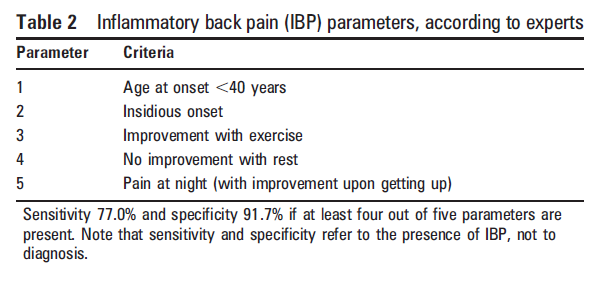 Table 2 Inflammatory back pain (IBP) parameters, according to experts
Parameter Criteria
1 Age at onset <40 years
2 Insidious onset
3 Improvement with exercise
4 No improvement with rest
5 Pain at night (with improvement upon getting up)
Sensitivity 77.0% and specificity 91.7% if at least four out of five parameters are
present. Note that sensitivity and specificity refer to the presence of IBP, not to
diagnosis.